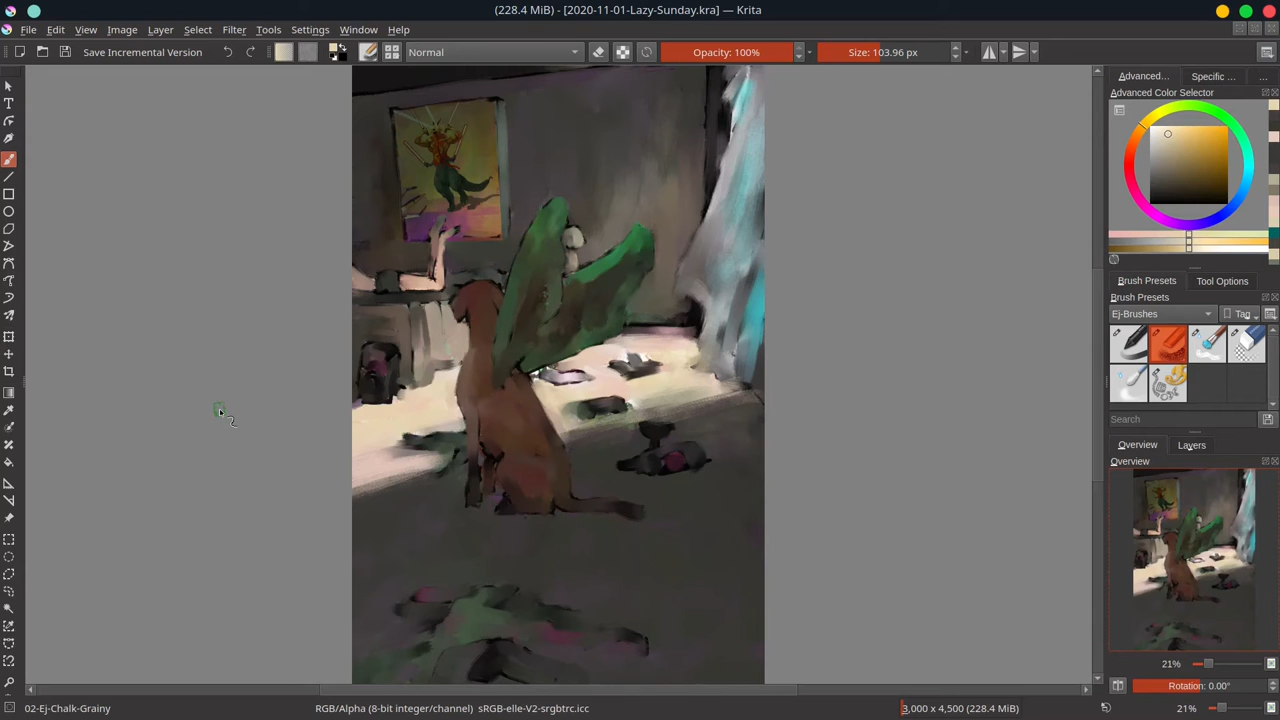 (228.4 MiB) - [2020-11-01-Lazy-Sunday.kra] — Krita
File Edit View Image Layer Select Filter Tools Settings Window Help
Save Incremental Version Normal Opacity: 100% Size: 103.96 px
Advanced... Specific ... ...
Advanced Color Selector
Brush Presets Tool Options
Brush Presets
Ej-Brushes Tag
Search
Overview Layers
Overview
21%
Rotation: 0.00°
02-Ej-Chalk-Grainy RGB/Alpha (8-bit integer/channel) sRGB-elle-V2-srgbtrc.icc 3,000 x 4,500 (228.4 MiB) 21%